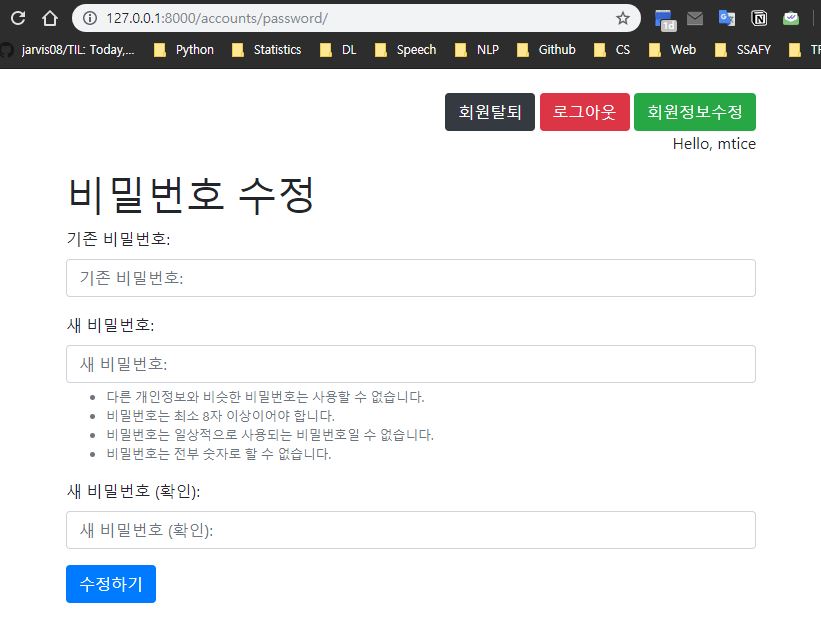 127.0.0.1:8000/accounts/password/
1d
jarvis08/TIL: Today,... Python Statistics DL Speech NLP Github CS Web SSAFY
회원탈퇴 로그아웃 회원정보수정
Hello, mtice
비밀번호 수정
기존 비밀번호:
기존 비밀번호:
새 비밀번호:
새 비밀번호:
다른 개인정보와 비슷한 비밀번호는 사용할 수 없습니다.
비밀번호는 최소 8자 이상이어야 합니다.
비밀번호는 일상적으로 사용되는 비밀번호일 수 없습니다.
비밀번호는 전부 숫자로 할 수 없습니다.
새 비밀번호 (확인):
새 비밀번호 (확인):
수정하기